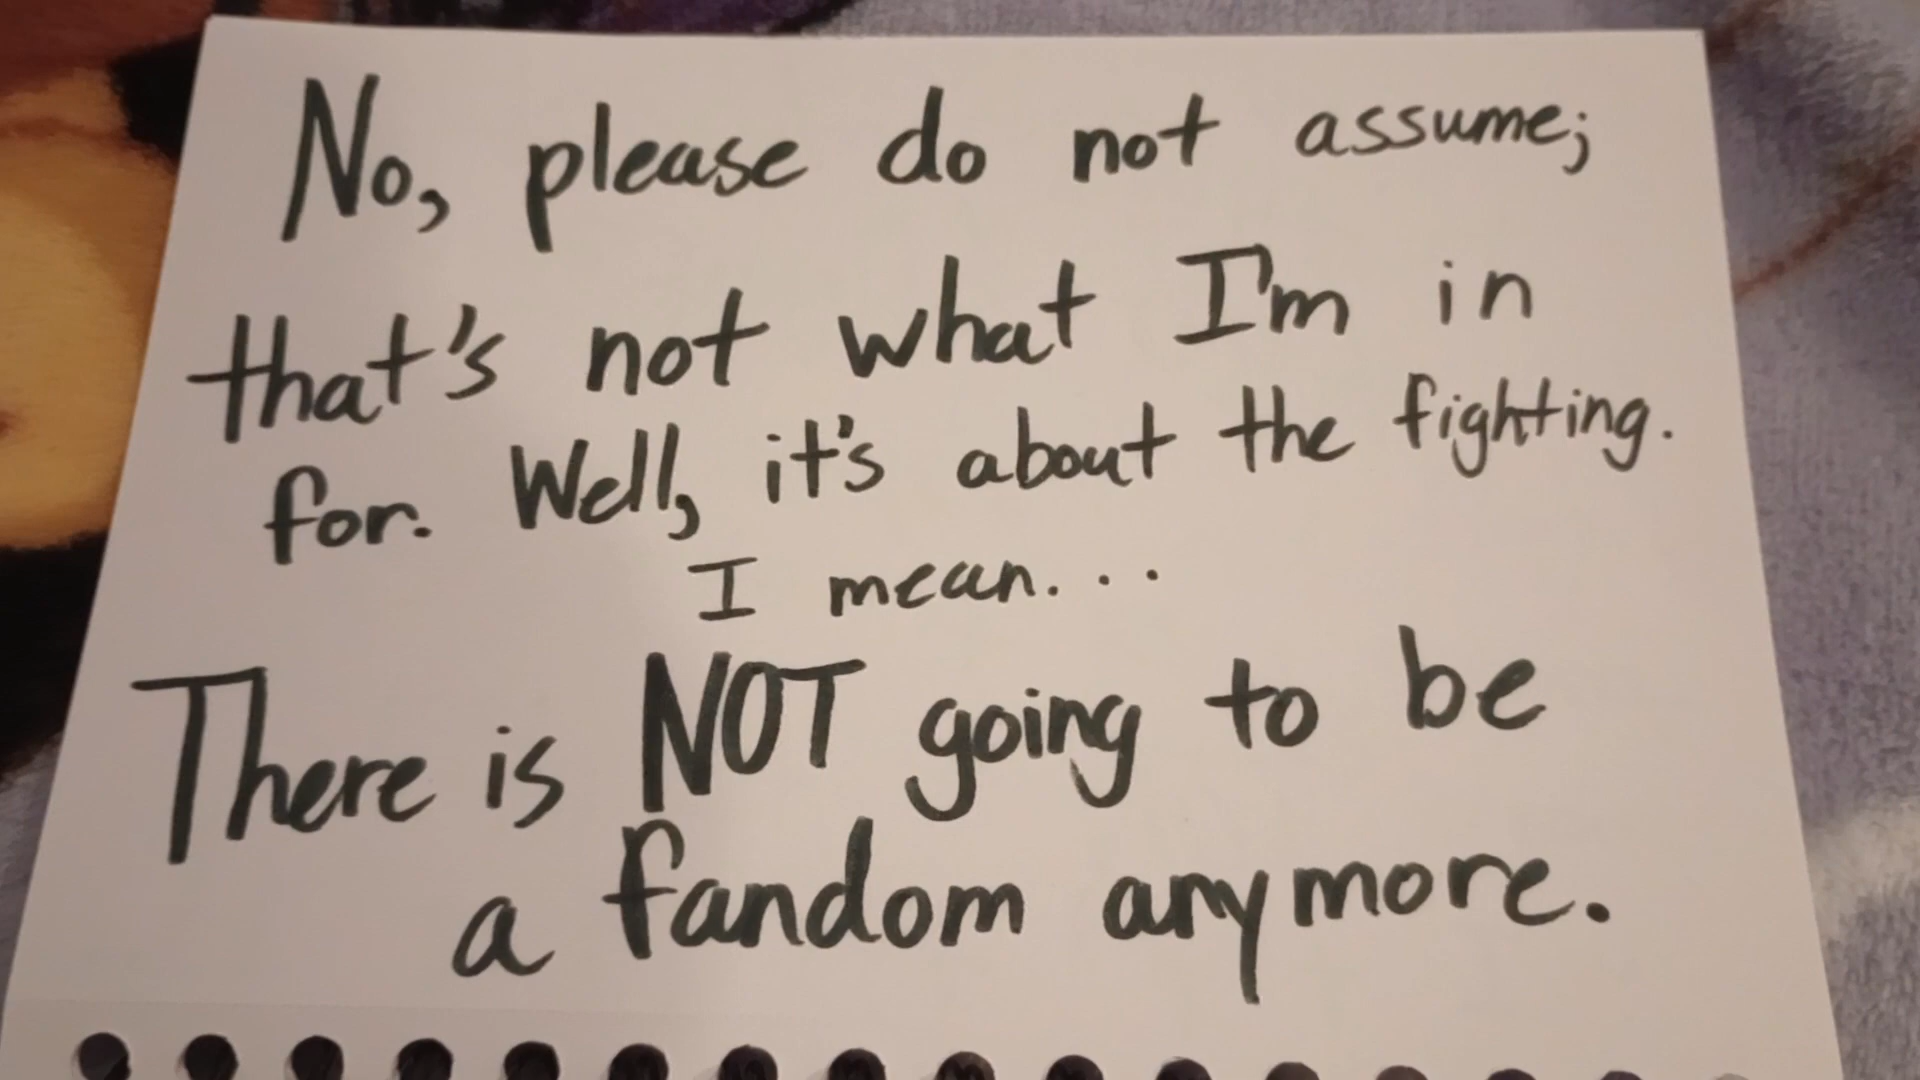 No, please do not assume;
that's not what I'm in
for. Well, it's about the fighting.
I mean....
There is NOT going to be
a fandom anymore.